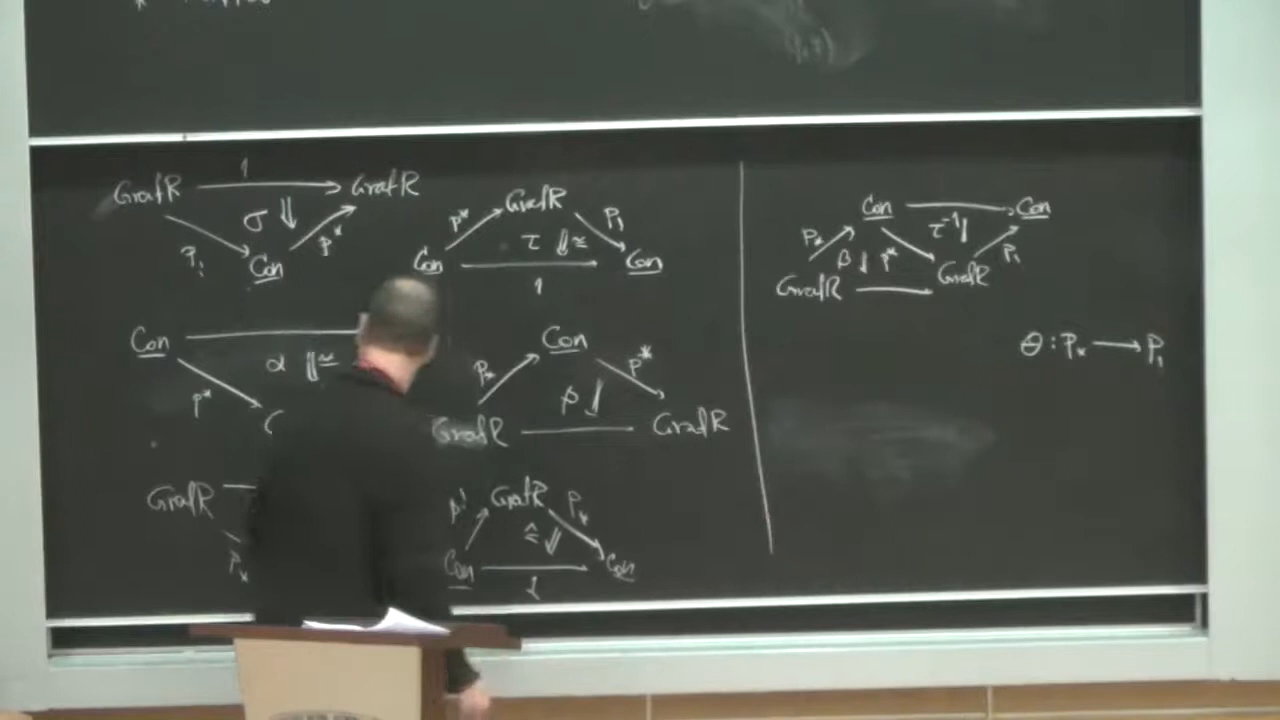 1
GrafR → GrafR
σ ⇓
P! p*
Con
GrafR
p* P!
τ ⇓ ≅
Con → Con
1
Con
α ⇓ ≅
p*
Con
P* p*
β ⇓
GrafR — GrafR
GrafR
P*
p! GrafR P*
≅ ⇓
Con → Con
1
Con → Con
P* τ⁻¹ ⇓
β ⇓ p* P!
GrafR → GrafR
θ : P* → P!